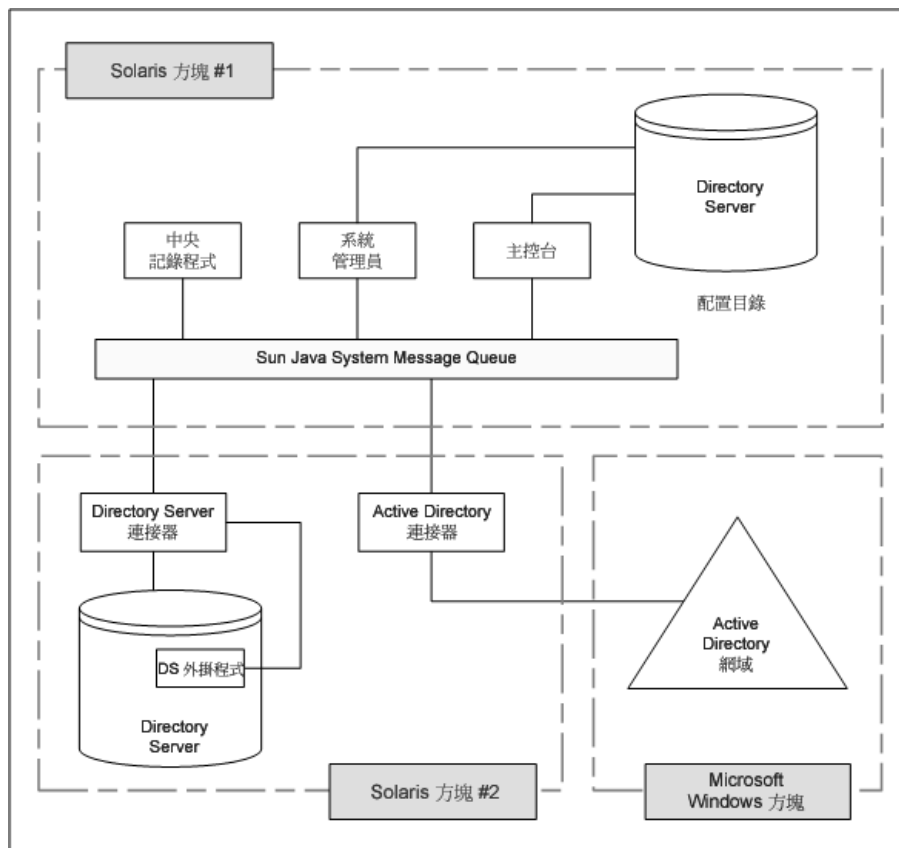 Solaris 方塊 #1
Directory
Server
中央
記錄程式
系統
管理員
主控台
配置目錄
Sun Java System Message Queue
Directory Server
連接器
Active Directory
連接器
Active
Directory
網域
DS 外掛程式
Directory
Server
Solaris 方塊 #2
Microsoft
Windows 方塊